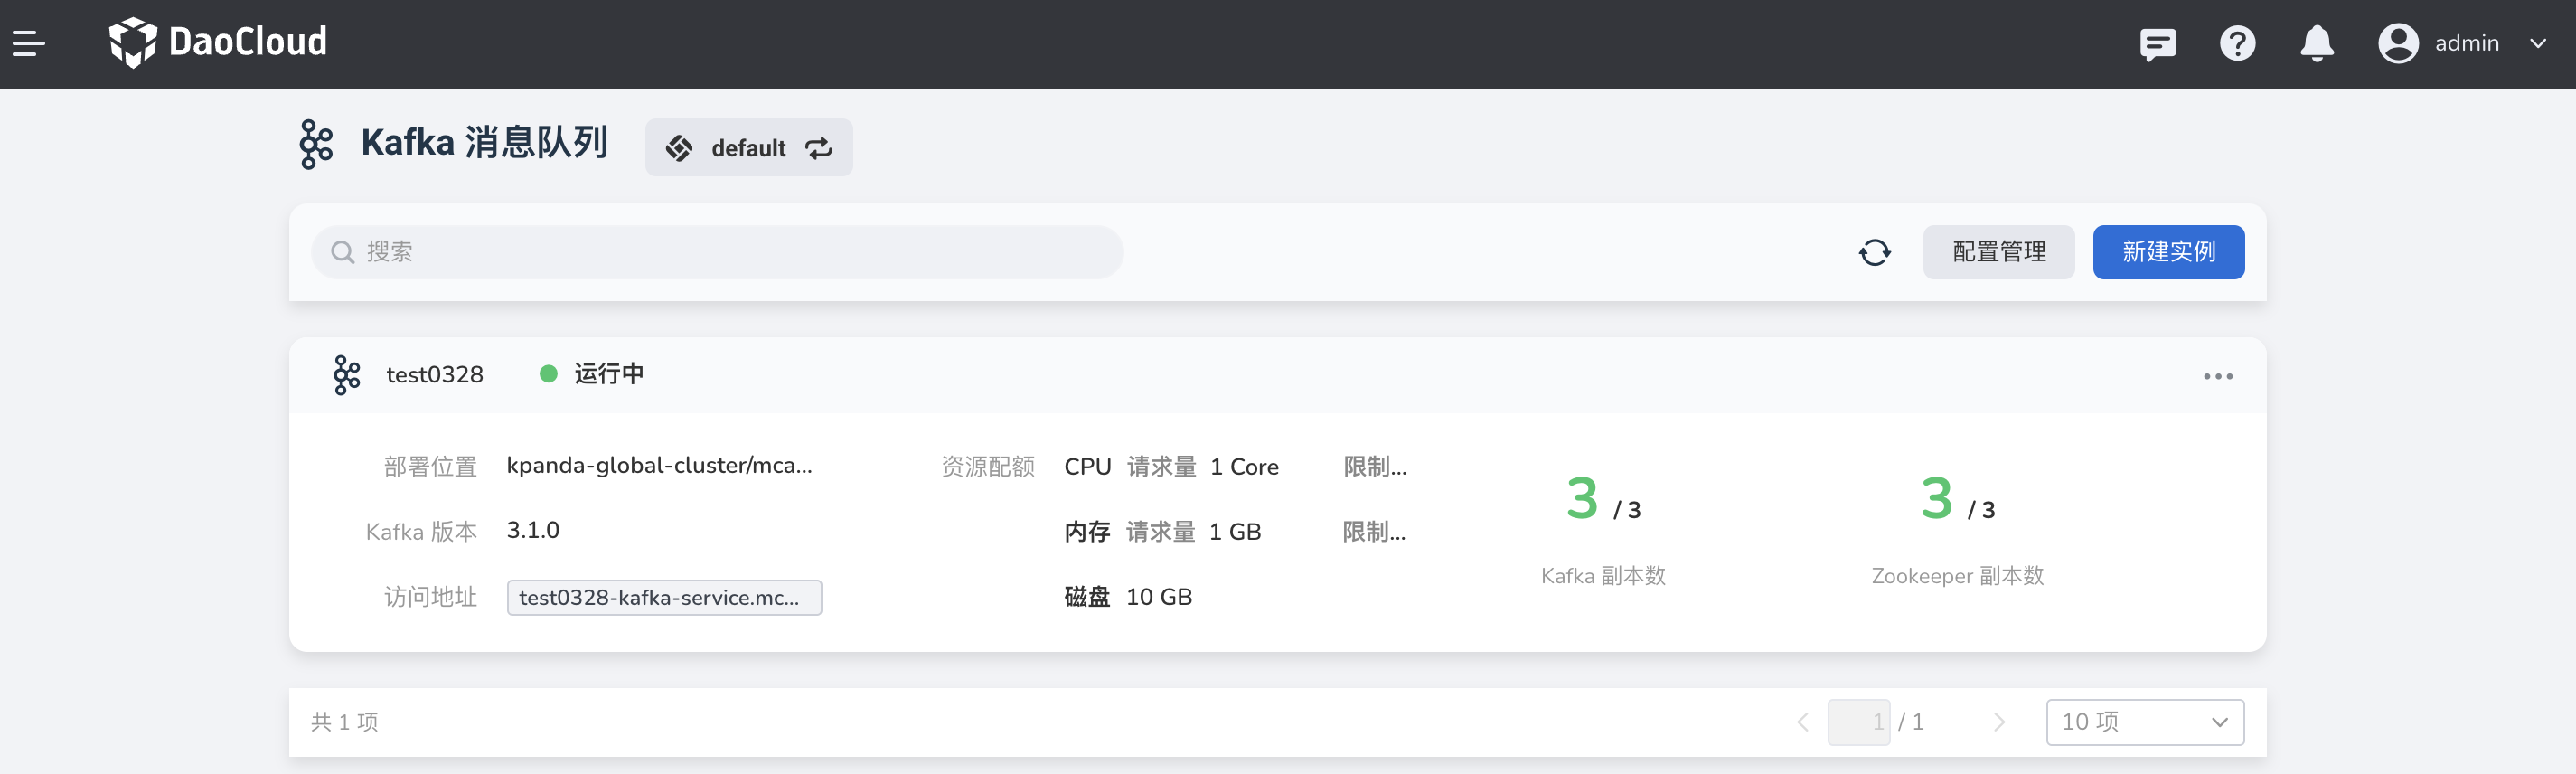 DaoCloud
admin
Kafka 消息队列
default
搜索
配置管理
新建实例
test0328
运行中
部署位置 kpanda-global-cluster/mca...
资源配额 CPU 请求量 1 Core 限制...
3 / 3
3 / 3
Kafka 版本 3.1.0
内存 请求量 1 GB 限制...
Kafka 副本数
Zookeeper 副本数
访问地址 test0328-kafka-service.mc...
磁盘 10 GB
共 1 项
1 / 1
10 项